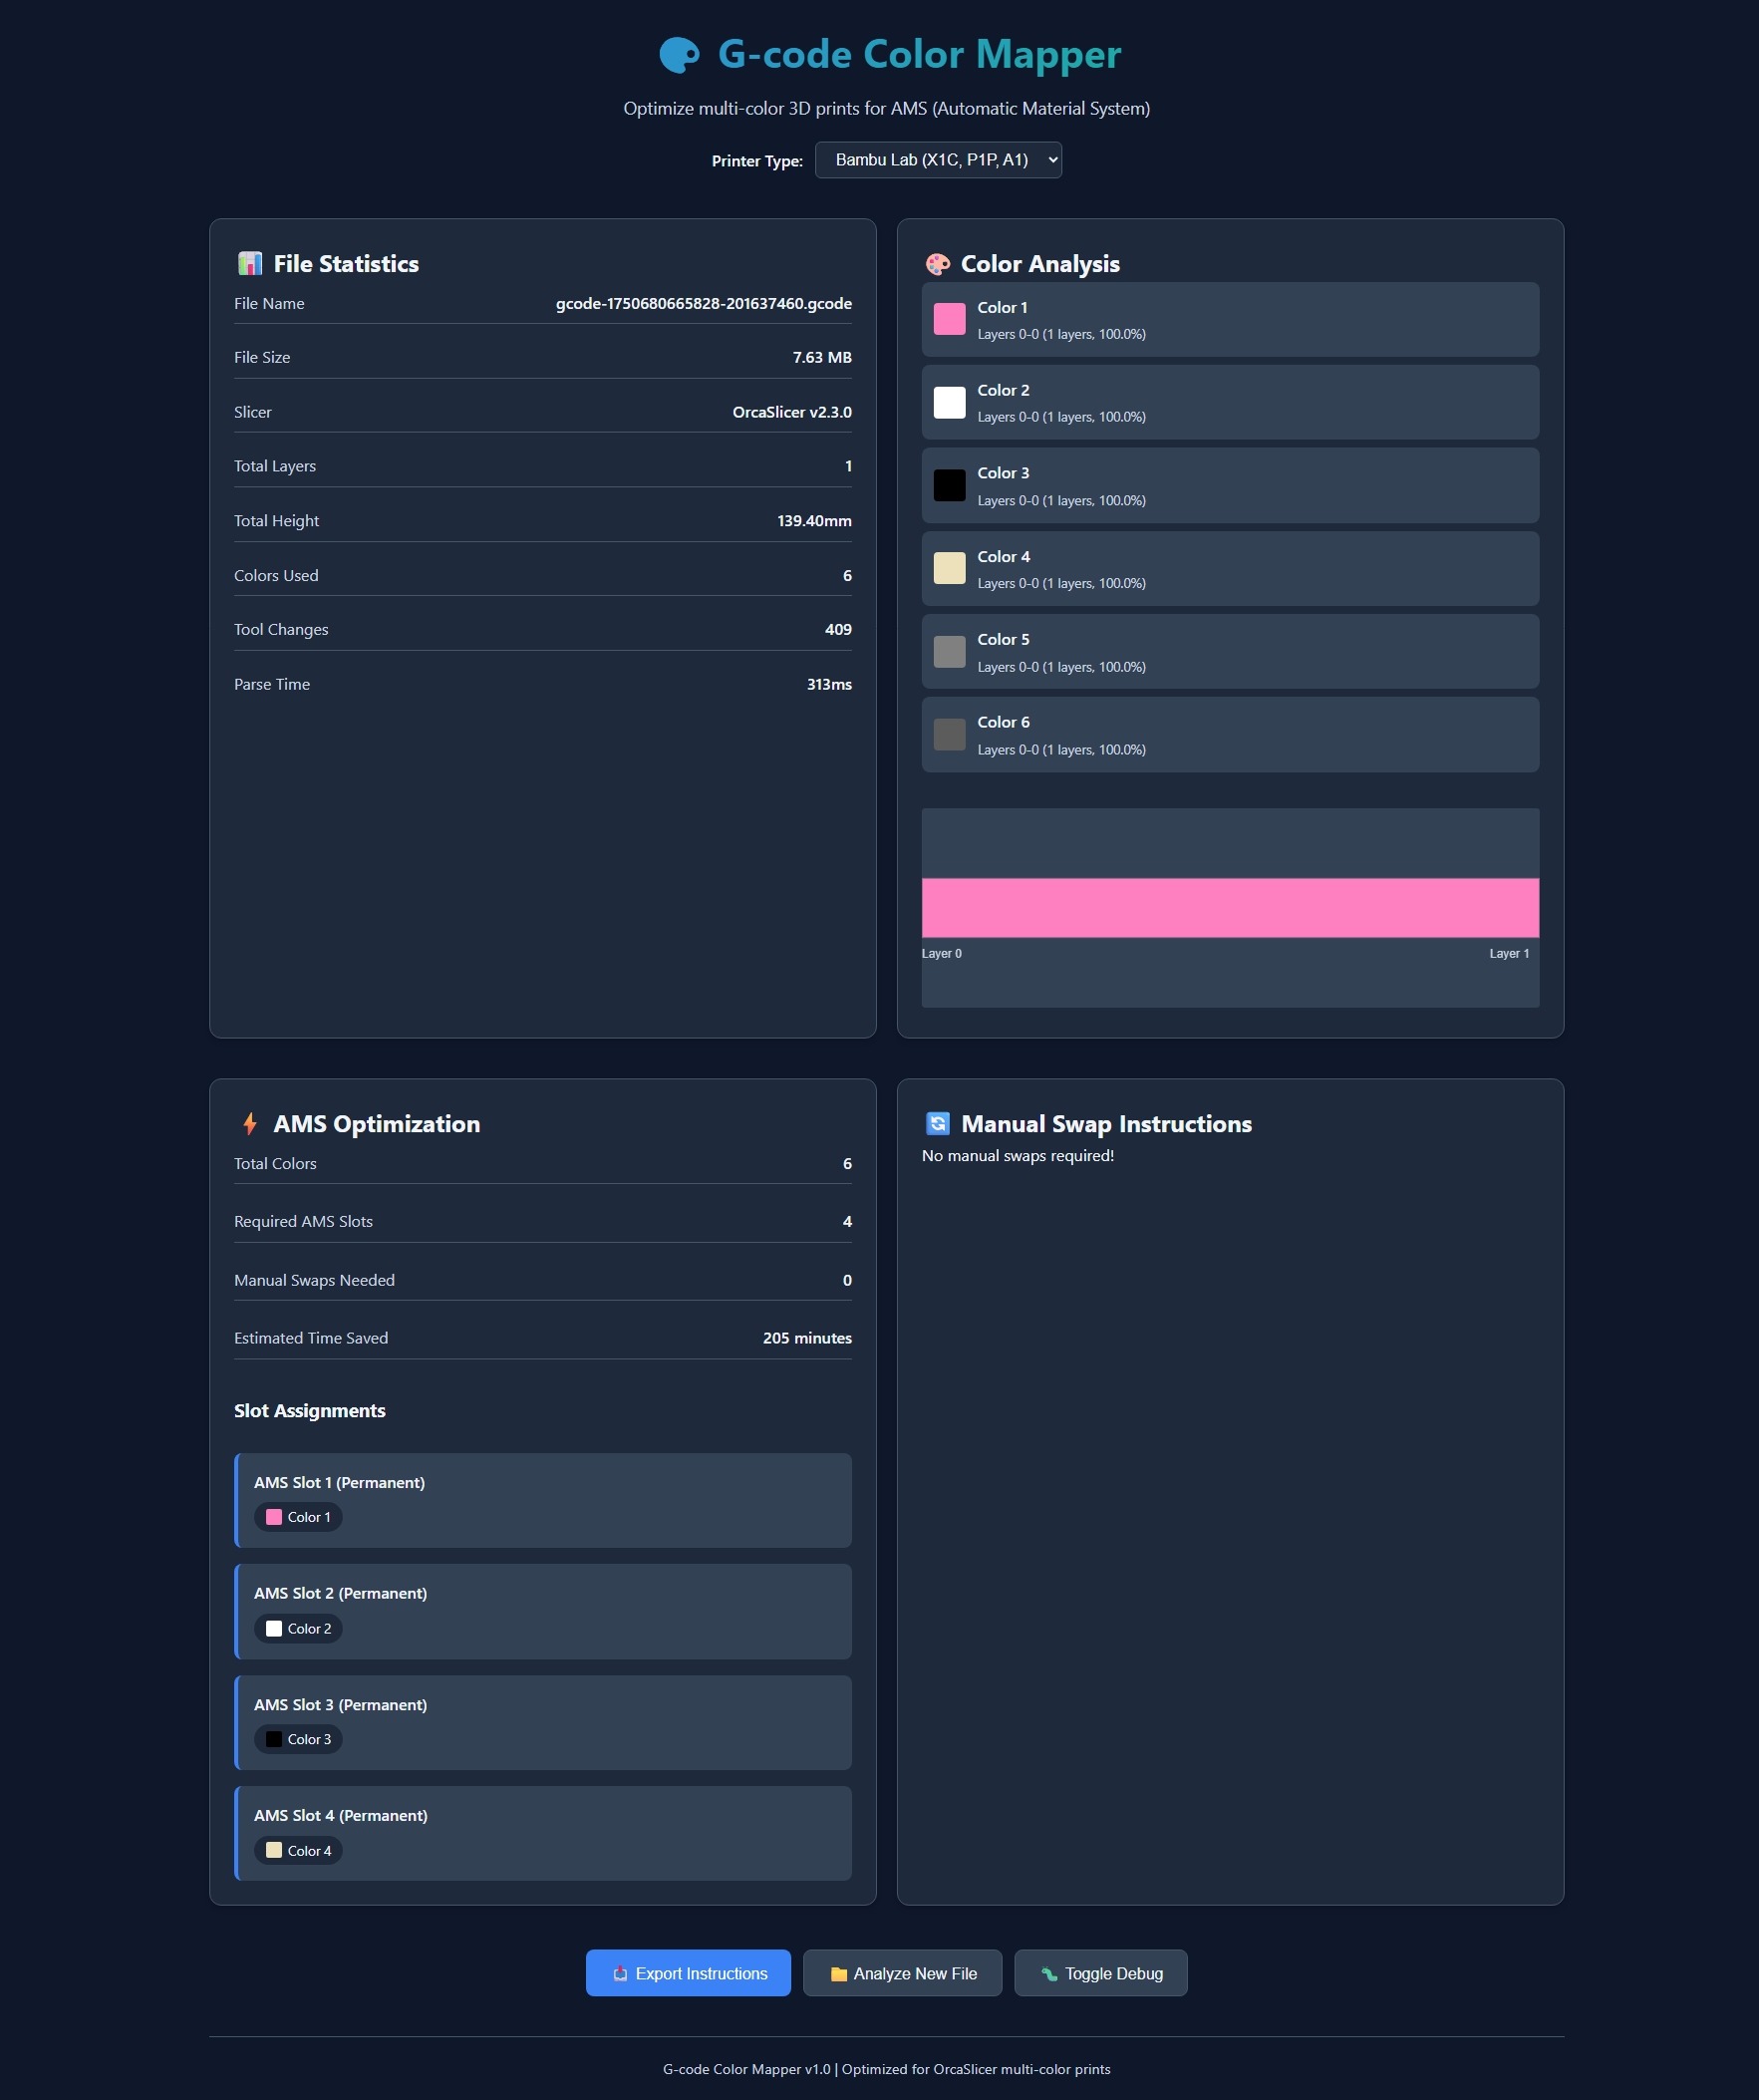 G-code Color Mapper
Optimize multi-color 3D prints for AMS (Automatic Material System)
Printer Type: Bambu Lab (X1C, P1P, A1)
File Statistics
File Name gcode-1750680665828-201637460.gcode
File Size 7.63 MB
Slicer OrcaSlicer v2.3.0
Total Layers 1
Total Height 139.40mm
Colors Used 6
Tool Changes 409
Parse Time 313ms
Color Analysis
Color 1
Layers 0-0 (1 layers, 100.0%)
Color 2
Layers 0-0 (1 layers, 100.0%)
Color 3
Layers 0-0 (1 layers, 100.0%)
Color 4
Layers 0-0 (1 layers, 100.0%)
Color 5
Layers 0-0 (1 layers, 100.0%)
Color 6
Layers 0-0 (1 layers, 100.0%)
Layer 0 Layer 1
AMS Optimization
Total Colors 6
Required AMS Slots 4
Manual Swaps Needed 0
Estimated Time Saved 205 minutes
Slot Assignments
AMS Slot 1 (Permanent)
Color 1
AMS Slot 2 (Permanent)
Color 2
AMS Slot 3 (Permanent)
Color 3
AMS Slot 4 (Permanent)
Color 4
Manual Swap Instructions
No manual swaps required!
Export Instructions Analyze New File Toggle Debug
G-code Color Mapper v1.0 | Optimized for OrcaSlicer multi-color prints